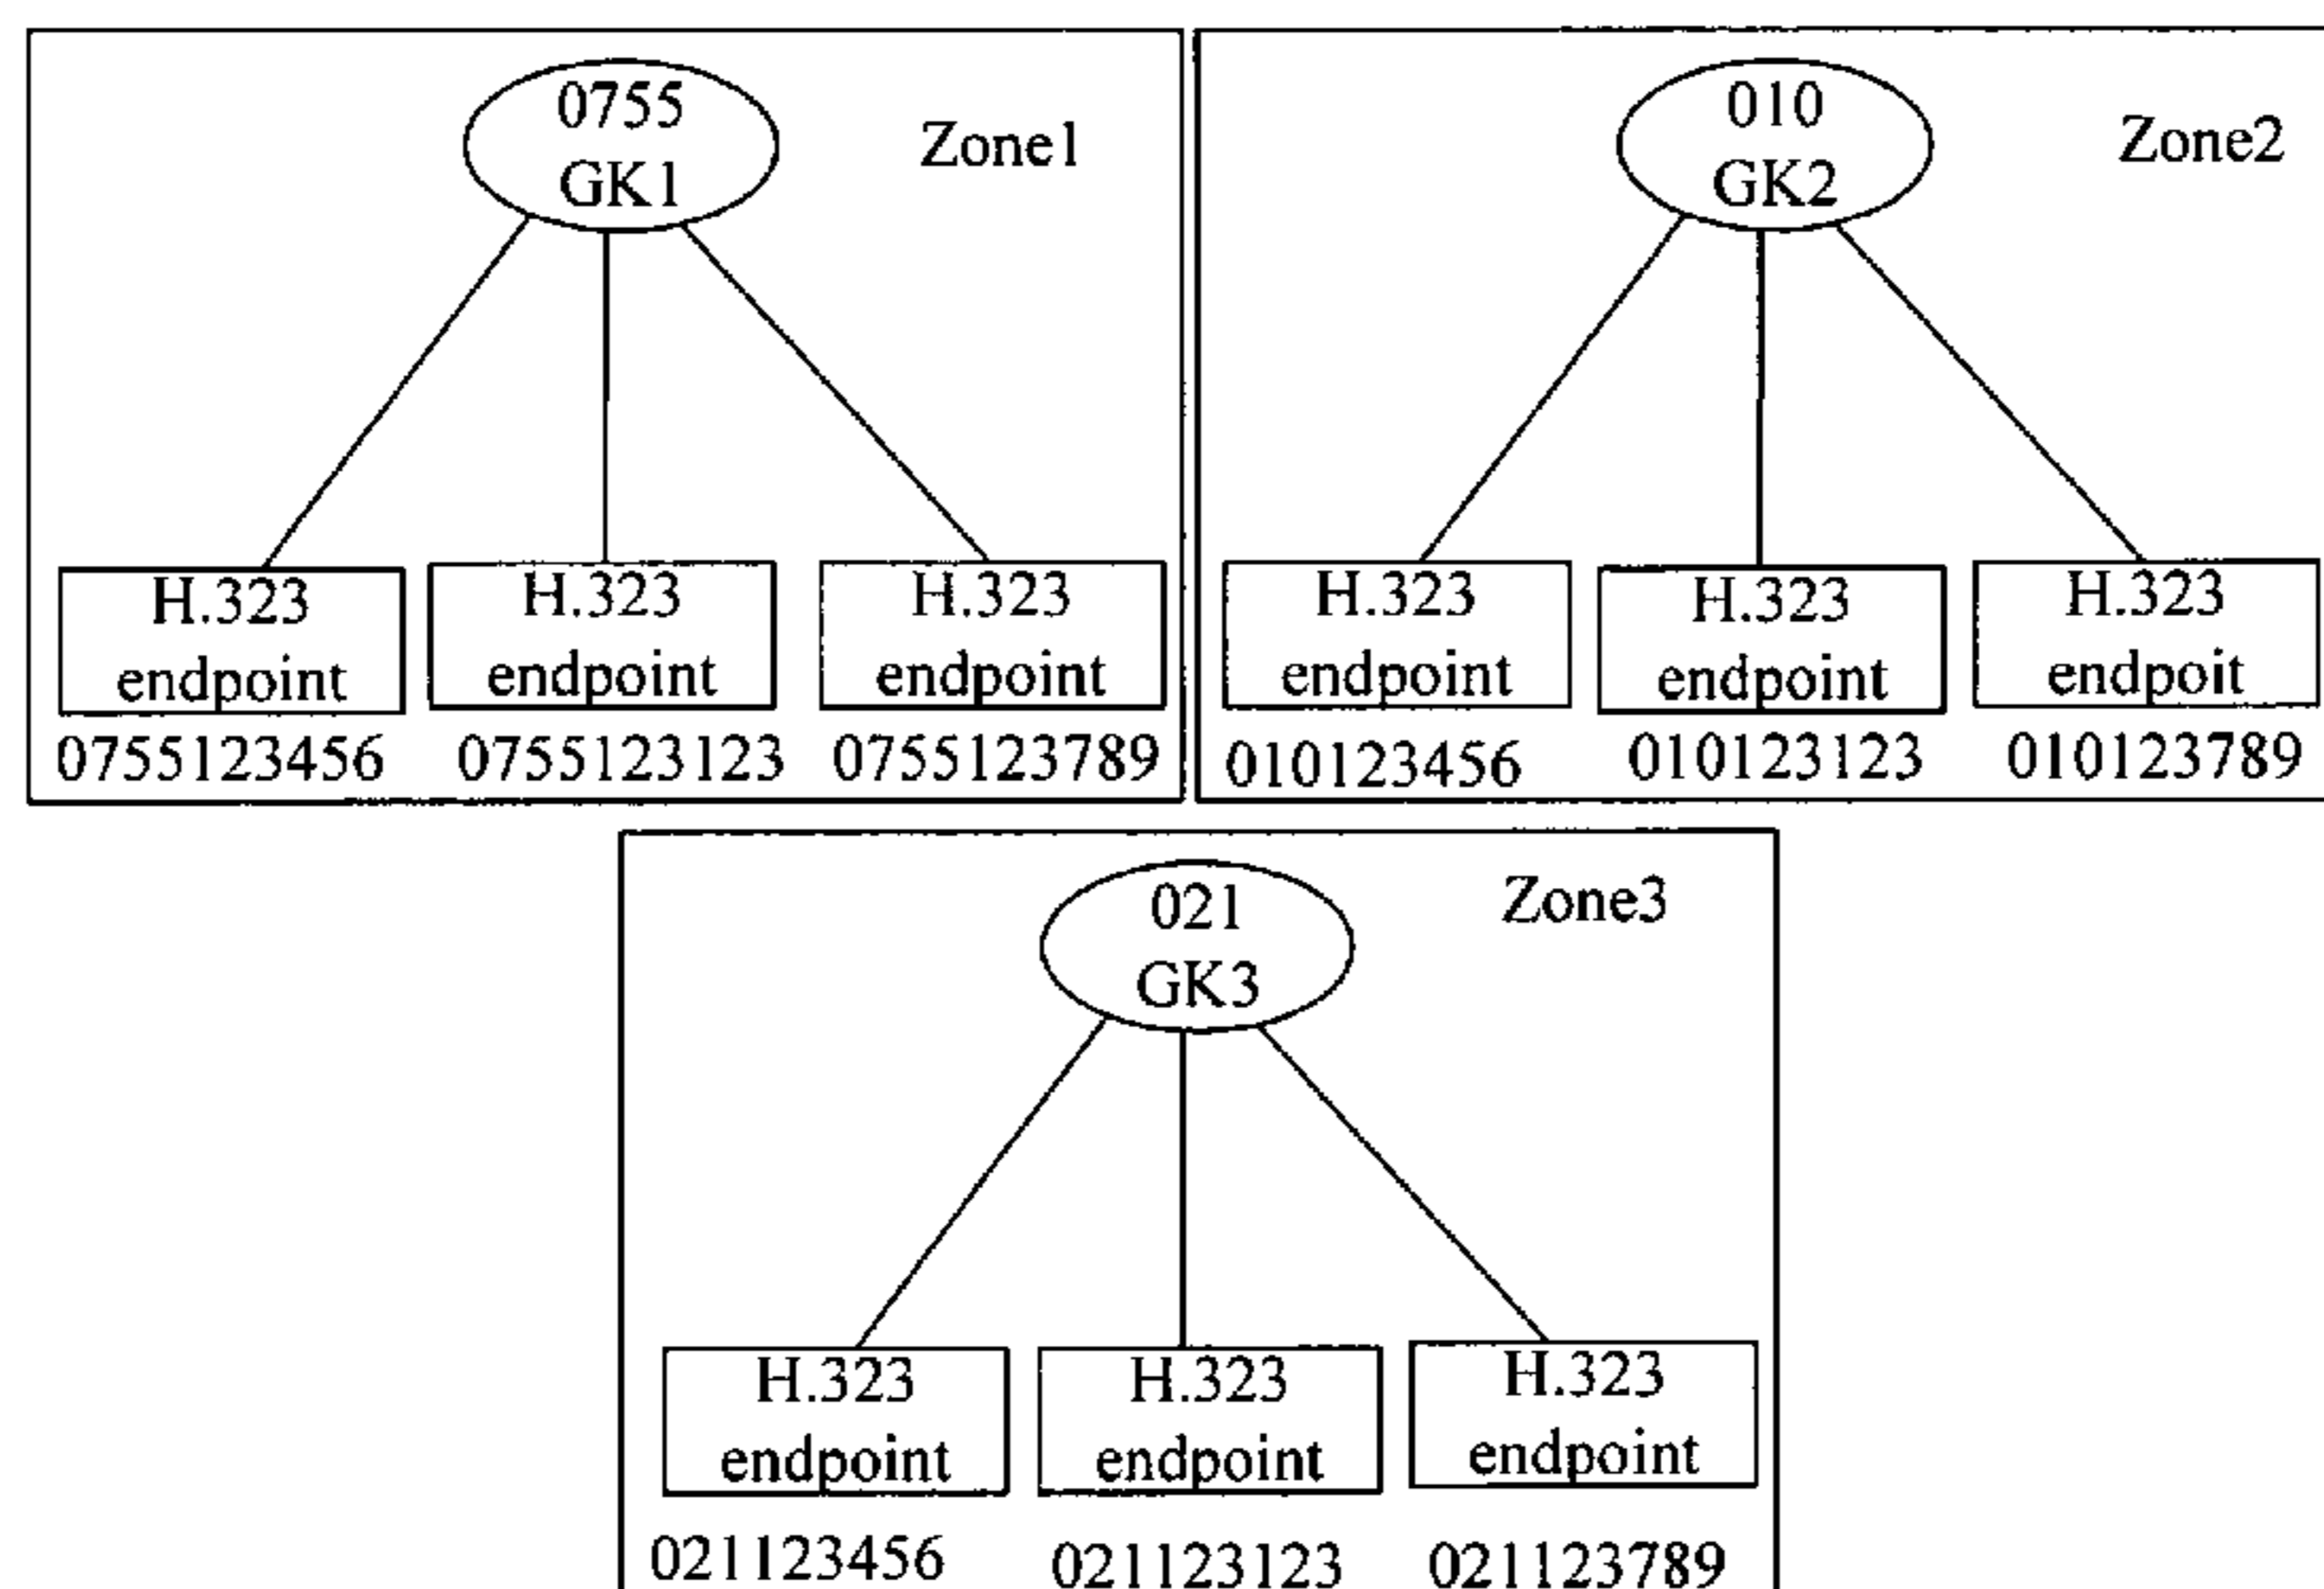 0755
GK1
Zone1
H.323
endpoint
0755123456
H.323
endpoint
0755123123
H.323
endpoint
0755123789
010
GK2
Zone2
H.323
endpoint
010123456
H.323
endpoint
010123123
H.323
endpoit
010123789
021
GK3
Zone3
H.323
endpoint
021123456
H.323
endpoint
021123123
H.323
endpoint
021123789